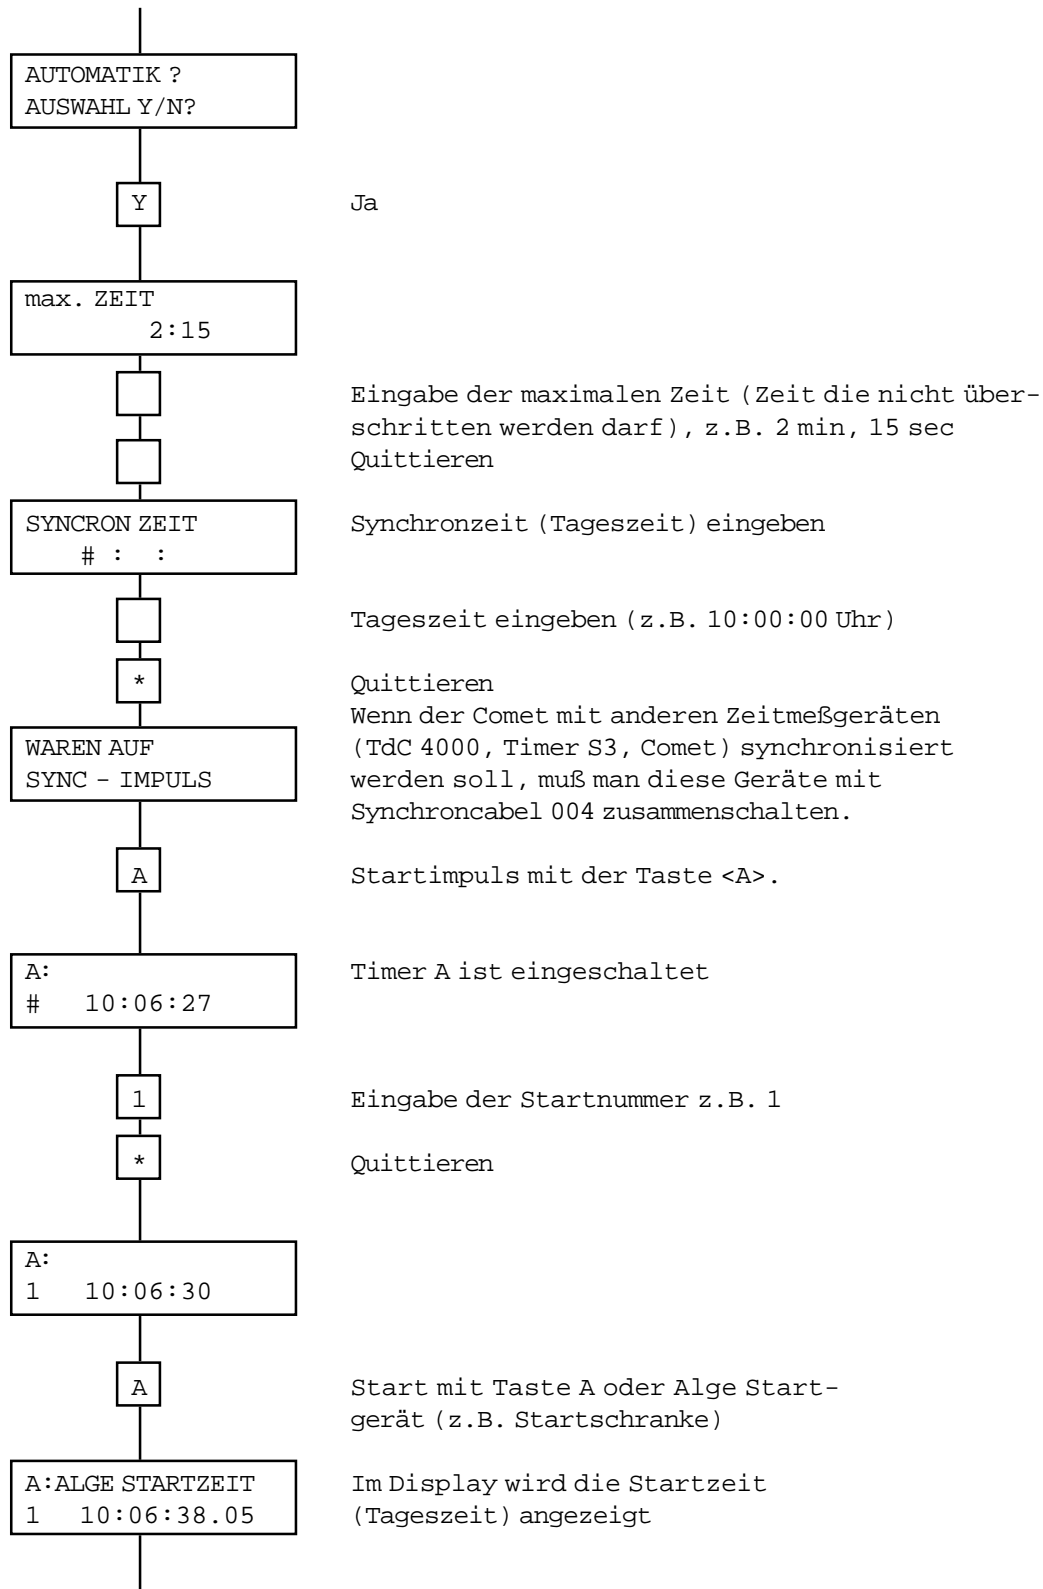 AUTOMATIK ?
AUSWAHL Y/N?
Y
Ja
max. ZEIT
2:15
Eingabe der maximalen Zeit (Zeit die nicht über-
schritten werden darf), z.B. 2 min, 15 sec
Quittieren
SYNCRON ZEIT
# : :
Synchronzeit (Tageszeit) eingeben
Tageszeit eingeben (z.B. 10:00:00 Uhr)
*
Quittieren
Wenn der Comet mit anderen Zeitmeßgeräten
(TdC 4000, Timer S3, Comet) synchronisiert
werden soll, muß man diese Geräte mit
Synchroncabel 004 zusammenschalten.
WAREN AUF
SYNC - IMPULS
A
Startimpuls mit der Taste <A>.
A:
# 10:06:27
Timer A ist eingeschaltet
1
Eingabe der Startnummer z.B. 1
*
Quittieren
A:
1 10:06:30
A
Start mit Taste A oder Alge Start-
gerät (z.B. Startschranke)
A:ALGE STARTZEIT
1 10:06:38.05
Im Display wird die Startzeit
(Tageszeit) angezeigt